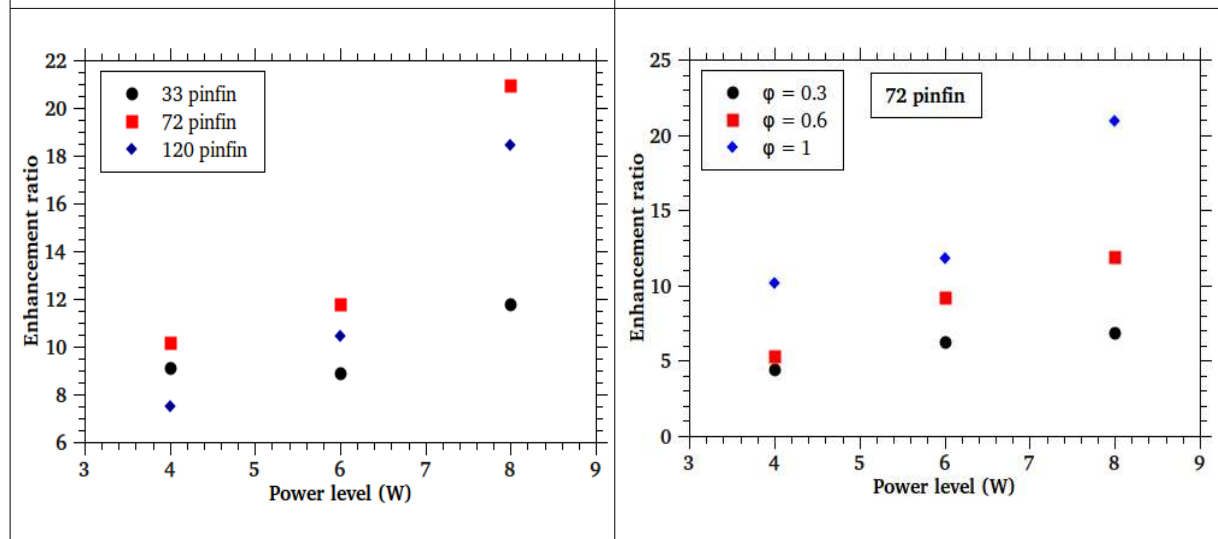 22
20
18
16
14
12
10
8
6
3 4 5 6 7 8 9
Enhancement ratio
Power level (W)
33 pinfin
72 pinfin
120 pinfin
25
20
15
10
5
0
3 4 5 6 7 8 9
Enhancement ratio
Power level (W)
φ = 0.3
φ = 0.6
φ = 1
72 pinfin